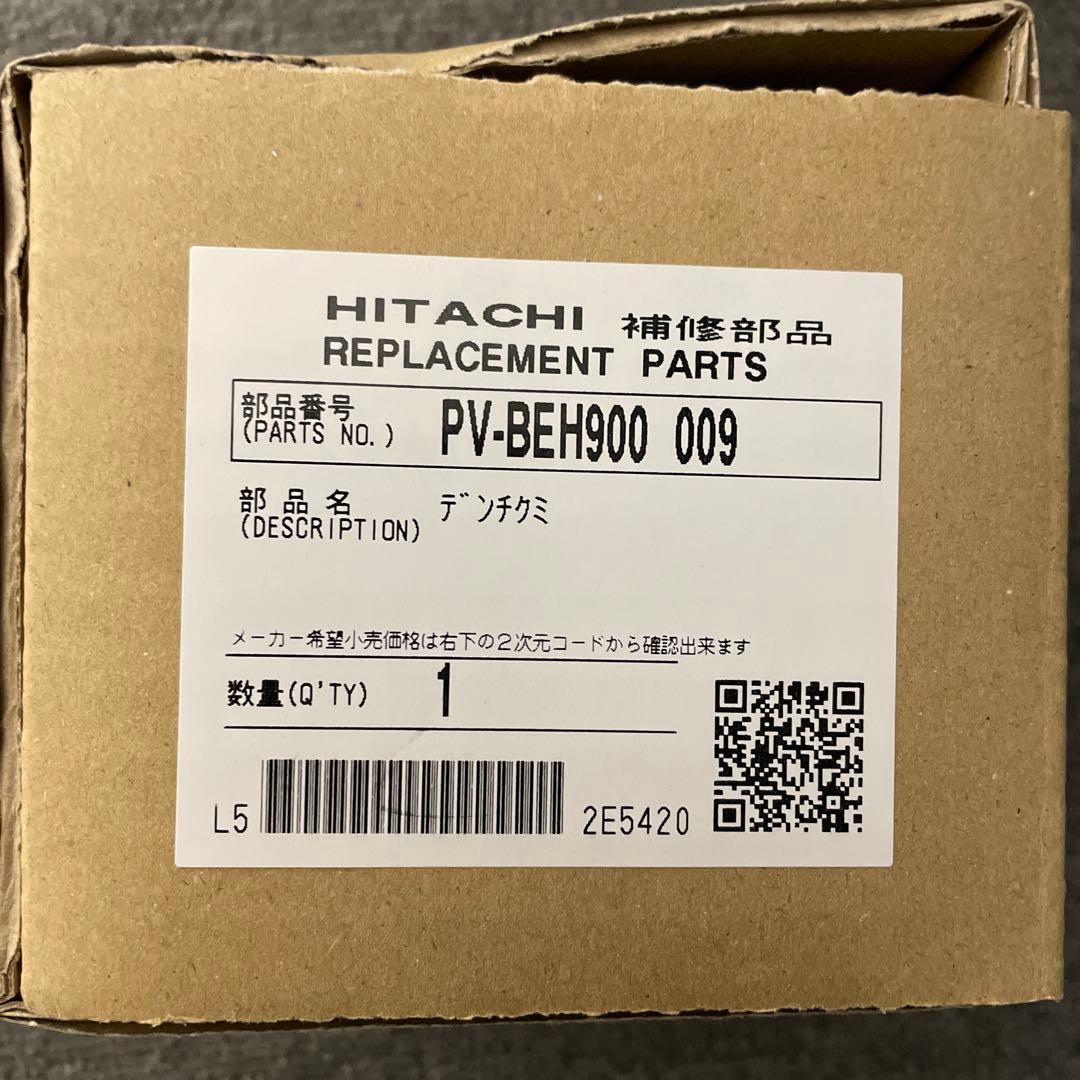 HITACHI 補修部品
REPLACEMENT PARTS
部品番号
(PARTS NO.) PV-BEH900 009
部品名 ﾃﾞﾝﾁｸﾐ
(DESCRIPTION)
メーカー希望小売価格は右下の2次元コードから確認出来ます
数量(Q'TY) 1
L5 2E5420